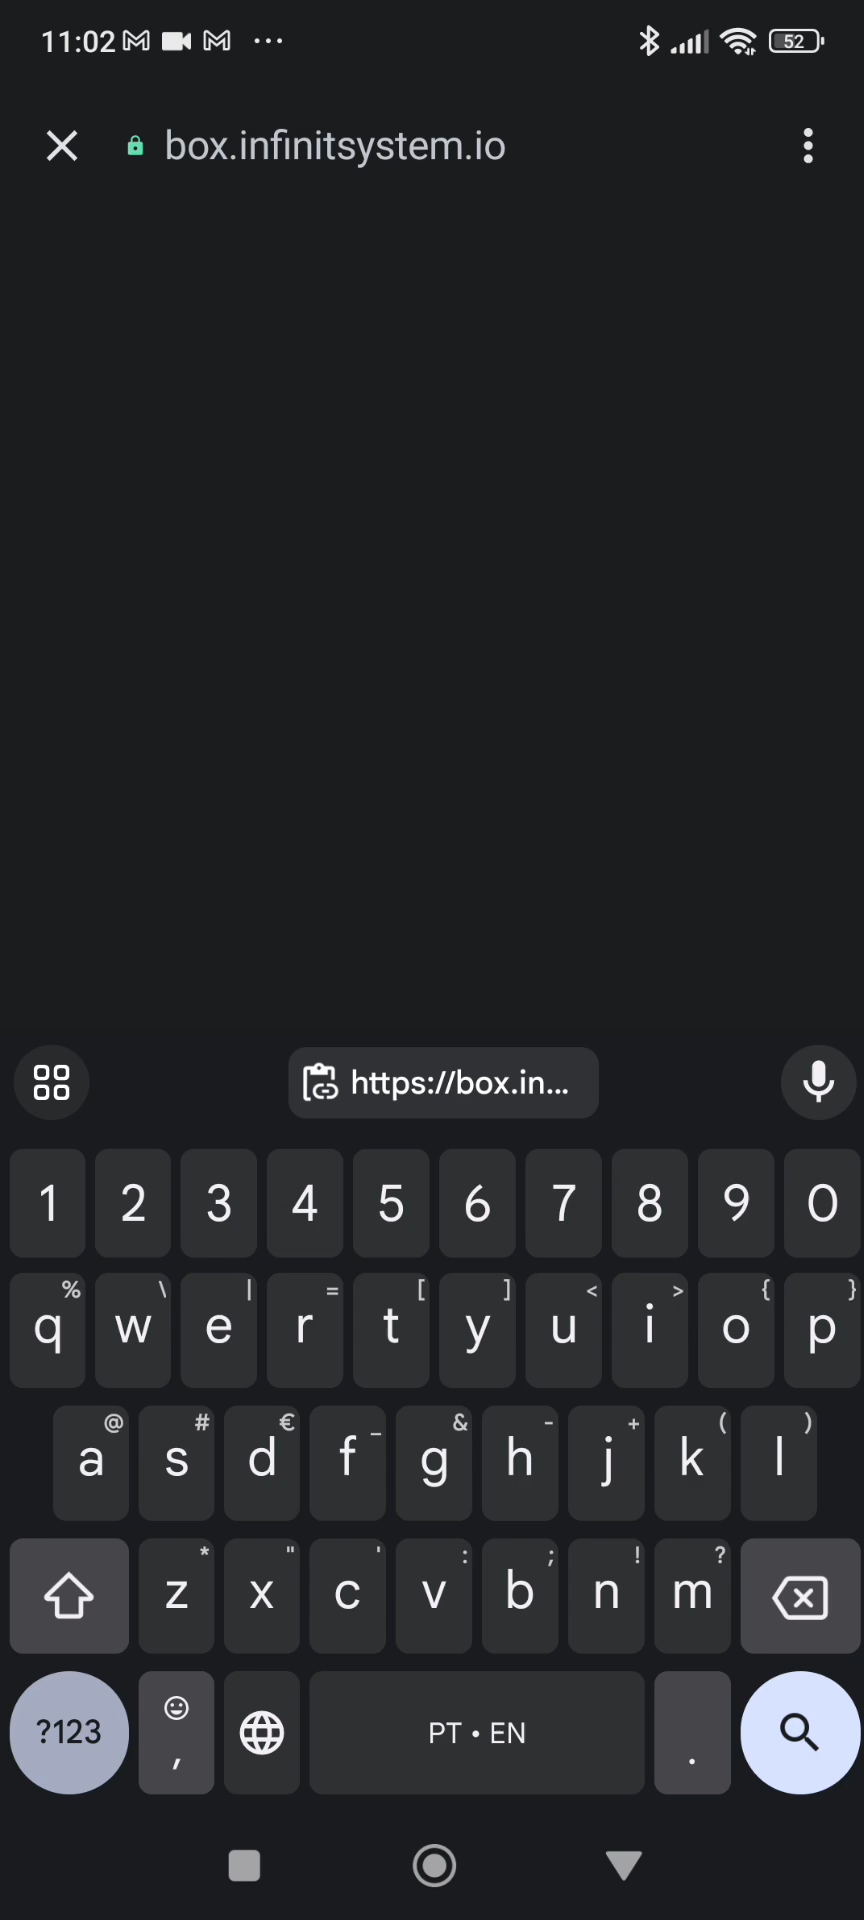 11:02 ... 52
box.infinitsystem.io
https://box.in...
1 2 3 4 5 6 7 8 9 0
% \ | = [ ] < > { }
q w e r t y u i o p
@ # € _ & - + ( )
a s d f g h j k l
* " ' : ; ! ?
z x c v b n m
?123 , PT • EN .